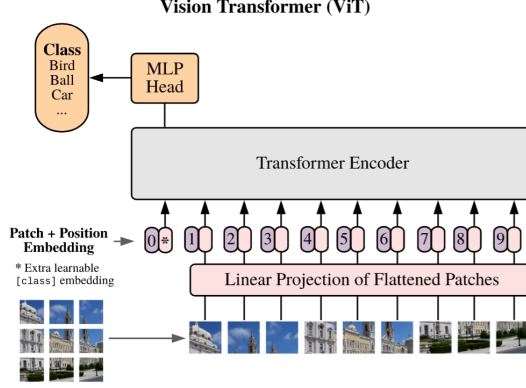 Vision Transformer (ViT)
Class
Bird
Ball
Car
...
MLP
Head
Transformer Encoder
Patch + Position
Embedding
0 * 1 2 3 4 5 6 7 8 9
* Extra learnable
[class] embedding
Linear Projection of Flattened Patches